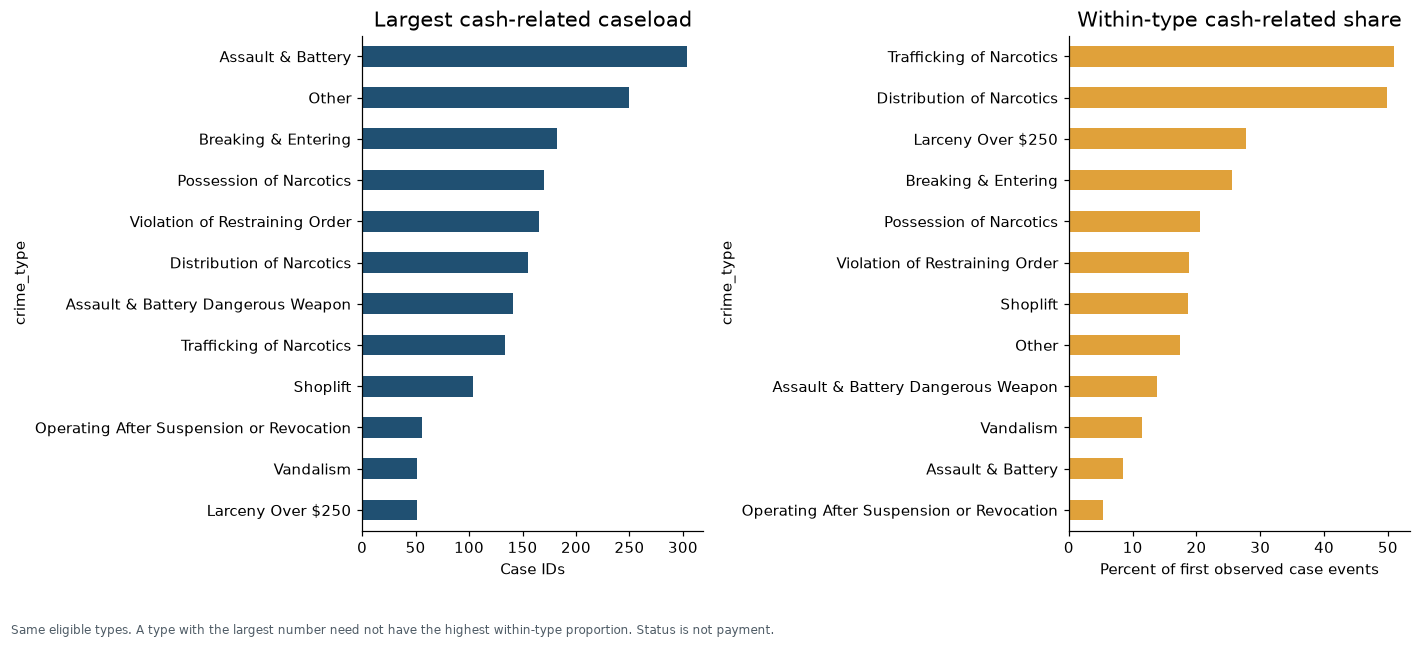 Largest cash-related caseload
crime_type
Assault & Battery
Other
Breaking & Entering
Possession of Narcotics
Violation of Restraining Order
Distribution of Narcotics
Assault & Battery Dangerous Weapon
Trafficking of Narcotics
Shoplift
Operating After Suspension or Revocation
Vandalism
Larceny Over $250
0 50 100 150 200 250 300
Case IDs
Within-type cash-related share
crime_type
Trafficking of Narcotics
Distribution of Narcotics
Larceny Over $250
Breaking & Entering
Possession of Narcotics
Violation of Restraining Order
Shoplift
Other
Assault & Battery Dangerous Weapon
Vandalism
Assault & Battery
Operating After Suspension or Revocation
0 10 20 30 40 50
Percent of first observed case events
Same eligible types. A type with the largest number need not have the highest within-type proportion. Status is not payment.